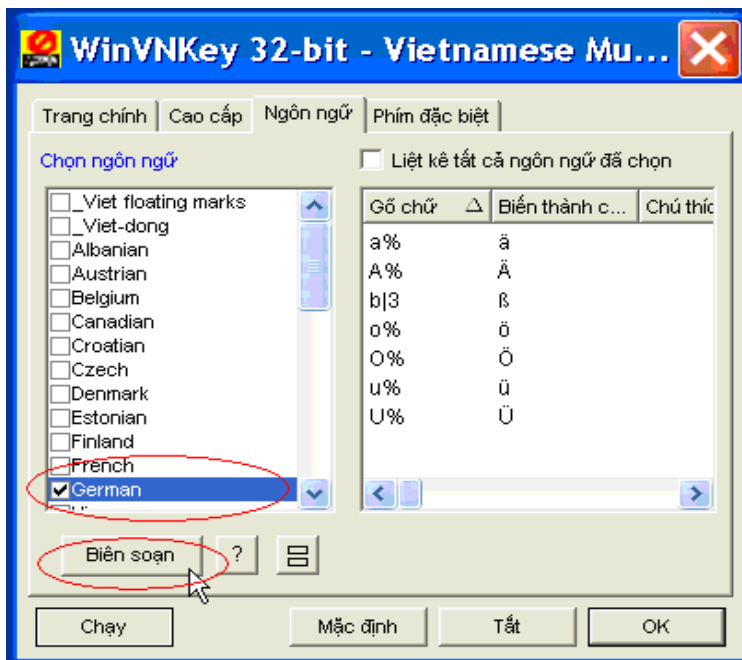 WinVNKey 32-bit - Vietnamese Mu...
Trang chính Cao cấp Ngôn ngữ Phím đặc biệt
Chọn ngôn ngữ
Liệt kê tất cả ngôn ngữ đã chọn
_Viet floating marks
_Viet-dong
Albanian
Austrian
Belgium
Canadian
Croatian
Czech
Denmark
Estonian
Finland
French
German
Gõ chữ Biến thành c... Chú thíc
a% ä
A% Ä
b|3 ß
o% ö
O% Ö
u% ü
U% Ü
Biên soạn ?
Chạy Mặc định Tắt OK